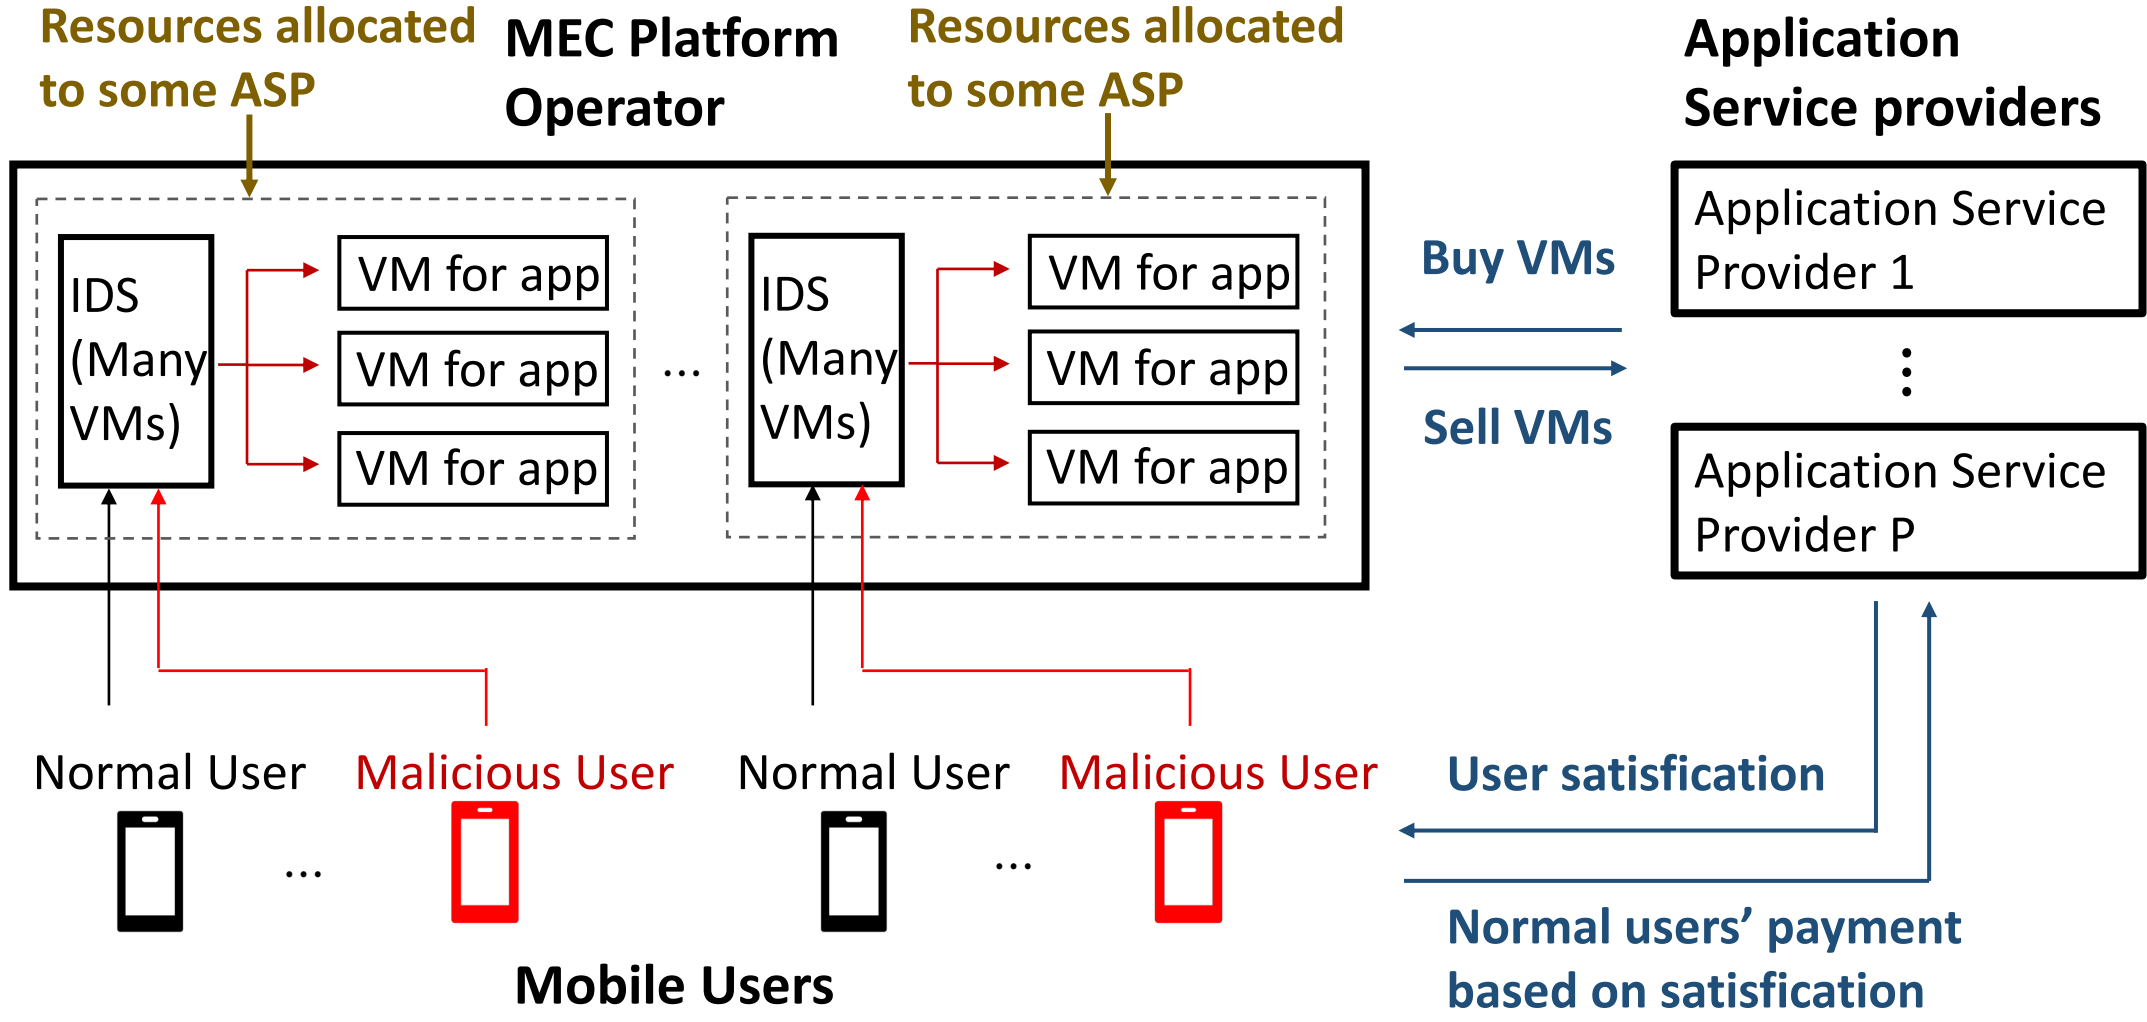 Resources allocated
to some ASP
MEC Platform
Operator
Resources allocated
to some ASP
Application
Service providers
IDS
(Many
VMs)
VM for app
VM for app
VM for app
...
IDS
(Many
VMs)
VM for app
VM for app
VM for app
Buy VMs
Sell VMs
Application Service
Provider 1
⋮
Application Service
Provider P
Normal User
Malicious User
Normal User
Malicious User
...
...
Mobile Users
User satisfication
Normal users’ payment
based on satisfication